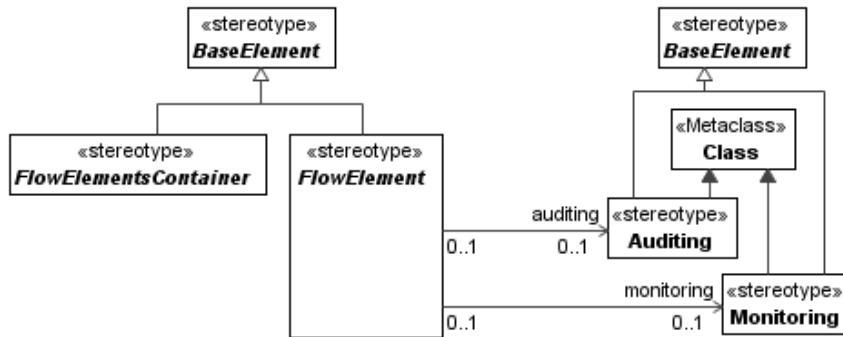 «stereotype»
BaseElement
«stereotype»
BaseElement
«Metaclass»
Class
«stereotype»
FlowElementsContainer
«stereotype»
FlowElement
auditing
0..1
0..1
«stereotype»
Auditing
monitoring
0..1
0..1
«stereotype»
Monitoring